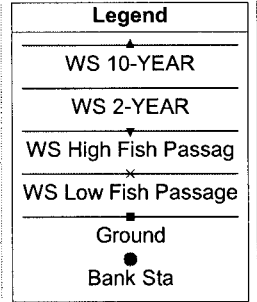 Legend
WS 10-YEAR
WS 2-YEAR
WS High Fish Passag
WS Low Fish Passage
Ground
Bank Sta